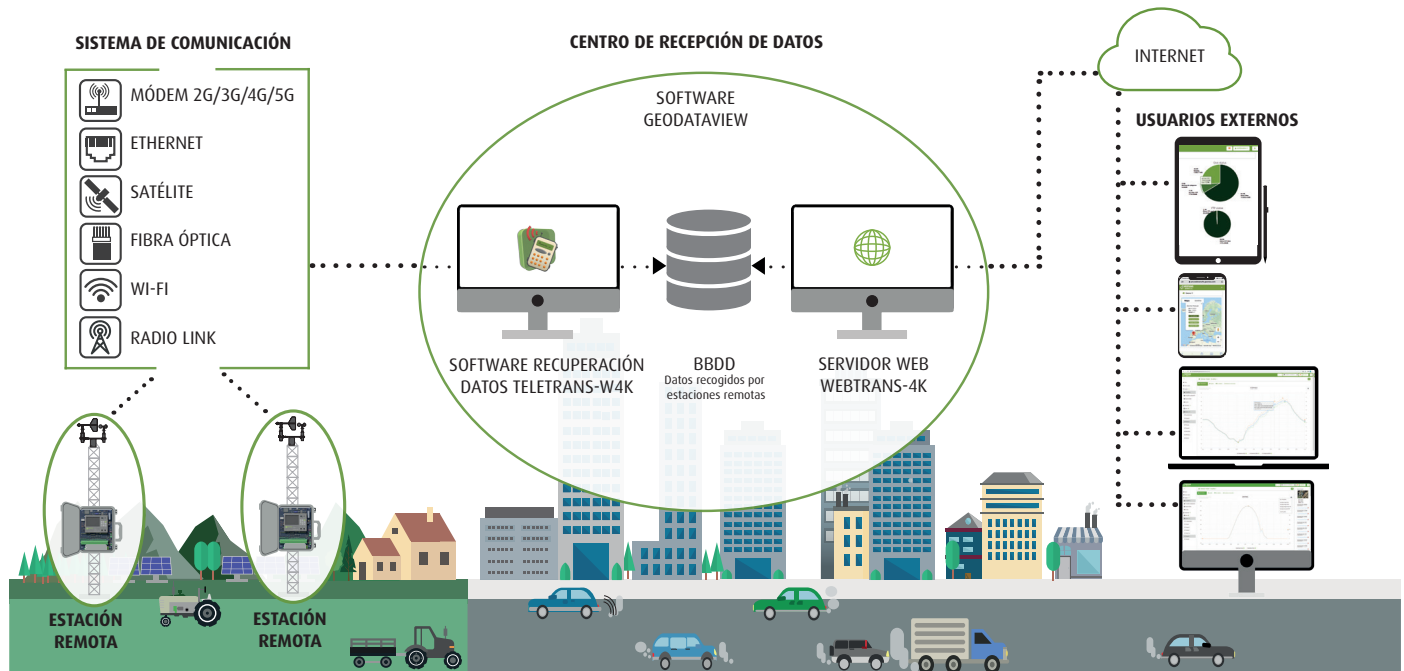 SISTEMA DE COMUNICACIÓN
MÓDEM 2G/3G/4G/5G
ETHERNET
SATÉLITE
FIBRA ÓPTICA
WI-FI
RADIO LINK
ESTACIÓN
REMOTA
ESTACIÓN
REMOTA
CENTRO DE RECEPCIÓN DE DATOS
SOFTWARE
GEODATAVIEW
SOFTWARE RECUPERACIÓN
DATOS TELETRANS-W4K
BBDD
Datos recogidos por
estaciones remotas
SERVIDOR WEB
WEBTRANS-4K
INTERNET
USUARIOS EXTERNOS